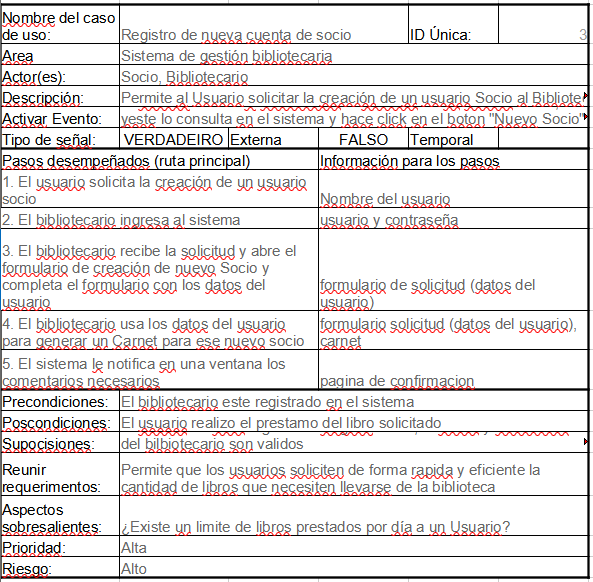 Nombre del caso
de uso: Registro de nueva cuenta de socio ID Única: 3
Area Sistema de gestión bibliotecaria
Actor(es): Socio, Bibliotecario
Descripción: Permite al Usuario solicitar la creación de un usuario Socio al Bibliote
Activar Evento: yeste lo consulta en el sistema y hace click en el boton "Nuevo Socio"
Tipo de señal: VERDADEIRO Externa FALSO Temporal
Pasos desempeñados (ruta principal) Información para los pasos
1. El usuario solicita la creación de un usuario
socio Nombre del usuario
2. El bibliotecario ingresa al sistema usuario y contraseña
3. El bibliotecario recibe la solicitud y abre el
formulario de creación de nuevo Socio y
completa el formulario con los datos del
usuario
formulario de solicitud (datos del
usuario)
4. El bibliotecario usa los datos del usuario
para generar un Carnet para ese nuevo socio
formulario solicitud (datos del usuario),
carnet
5. El sistema le notifica en una ventana los
comentarios necesarios pagina de confirmacion
Precondiciones: El bibliotecario este registrado en el sistema
Poscondiciones: El usuario realizo el prestamo del libro solicitado
Supocisiones: del bilbiotecario son validos
Reunir
requerimentos:
Permite que los usuarios soliciten de forma rapida y eficiente la
cantidad de libros que necesiten llevarse de la biblioteca
Aspectos
sobresalientes: ¿Existe un limite de libros prestados por día a un Usuario?
Prioridad: Alta
Riesgo: Alto